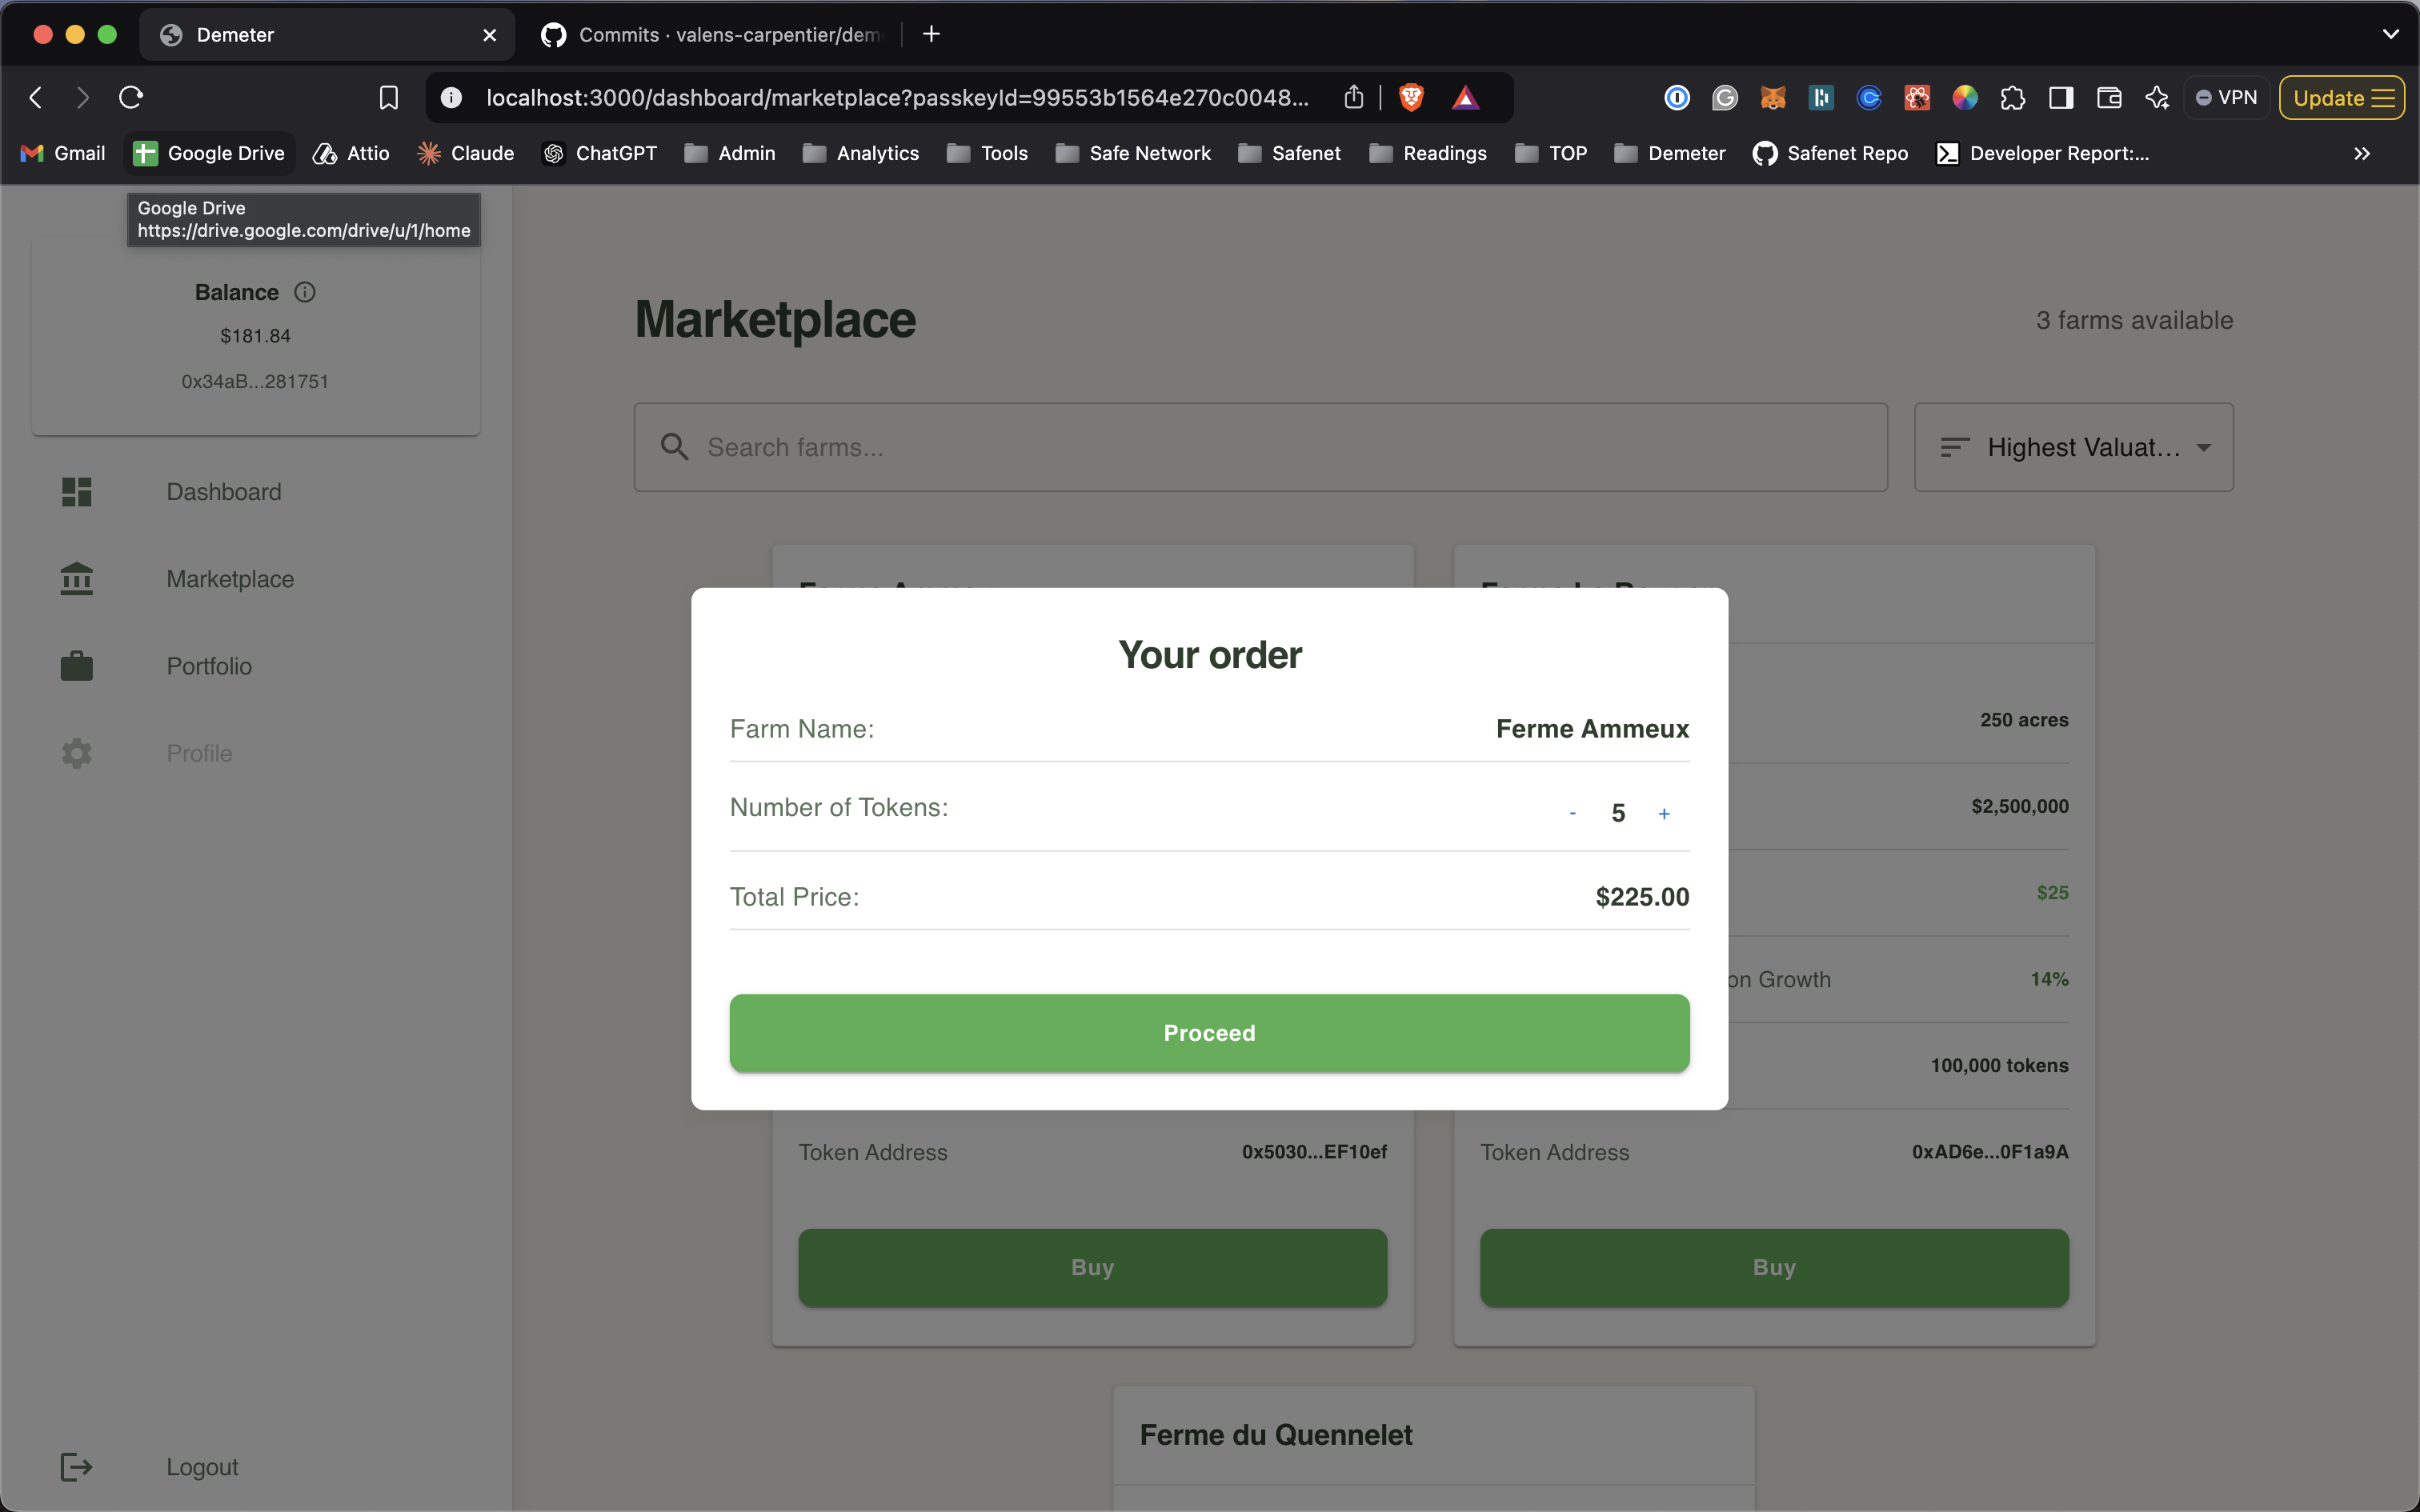 Demeter
Commits · valens-carpentier/dem
localhost:3000/dashboard/marketplace?passkeyId=99553b1564e270c0048...
VPN
Update
Gmail
Google Drive
Attio
Claude
ChatGPT
Admin
Analytics
Tools
Safe Network
Safenet
Readings
TOP
Demeter
Safenet Repo
Developer Report:...
Google Drive
https://drive.google.com/drive/u/1/home
Balance
$181.84
0x34aB...281751
Dashboard
Marketplace
Portfolio
Profile
Logout
Marketplace
3 farms available
Search farms...
Highest Valuat...
Your order
Farm Name: Ferme Ammeux
Number of Tokens: - 5 +
Total Price: $225.00
Proceed
250 acres
$2,500,000
$25
on Growth 14%
100,000 tokens
Token Address 0x5030...EF10ef
Buy
Token Address 0xAD6e...0F1a9A
Buy
Ferme du Quennelet